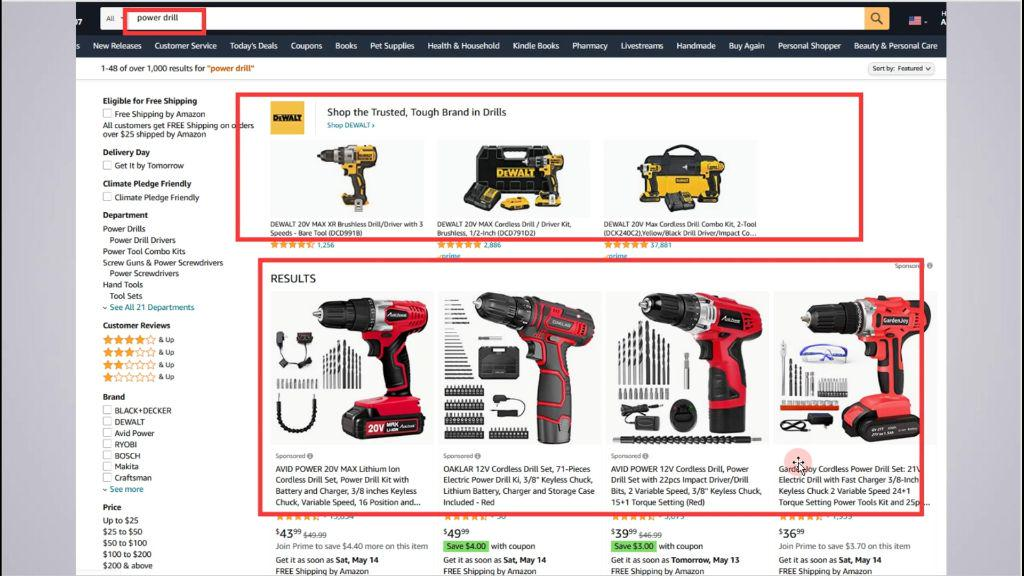 All
power drill
New Releases Customer Service Today's Deals Coupons Books Pet Supplies Health & Household Kindle Books Pharmacy Livestreams Handmade Buy Again Personal Shopper Beauty & Personal Care
1-48 of over 1,000 results for "power drill"
Sort by: Featured
Eligible for Free Shipping
Free Shipping by Amazon
All customers get FREE Shipping on orders
over $25 shipped by Amazon
Delivery Day
Get It by Tomorrow
Climate Pledge Friendly
Climate Pledge Friendly
Department
Power Drills
Power Drill Drivers
Power Tool Combo Kits
Screw Guns & Power Screwdrivers
Power Screwdrivers
Hand Tools
Tool Sets
See All 21 Departments
Customer Reviews
& Up
& Up
& Up
& Up
Brand
BLACK+DECKER
DEWALT
Avid Power
RYOBI
BOSCH
Makita
Craftsman
See more
Price
Up to $25
$25 to $50
$50 to $100
$100 to $200
$200 & above
DEWALT
Shop the Trusted, Tough Brand in Drills
Shop DEWALT ›
DEWALT
DEWALT 20V MAX XR Brushless Drill/Driver with 3
Speeds - Bare Tool (DCD991B)
1,256
DEWALT 20V MAX Cordless Drill / Driver Kit,
Brushless, 1/2-Inch (DCD791D2)
2,886
prime
DEWALT 20V Max Cordless Drill Combo Kit, 2-Tool
(DCK240C2),Yellow/Black Drill Driver/Impact Co...
37,881
prime
Sponsored
RESULTS
20V MAX
OAKLAR
GardenJoy
Sponsored
AVID POWER 20V MAX Lithium Ion
Cordless Drill Set, Power Drill Kit with
Battery and Charger, 3/8 inches Keyless
Chuck, Variable Speed, 16 Position and...
$43.99 $49.99
Join Prime to save $4.40 more on this item
Get it as soon as Sat, May 14
FREE Shipping by Amazon
Sponsored
OAKLAR 12V Cordless Drill Set, 71-Pieces
Electric Power Drill Ki, 3/8" Keyless Chuck,
Lithium Battery, Charger and Storage Case
Included - Red
$49.99
Save $4.00 with coupon
Get it as soon as Sat, May 14
FREE Shipping by Amazon
Sponsored
AVID POWER 12V Cordless Drill, Power
Drill Set with 22pcs Impact Driver/Drill
Bits, 2 Variable Speed, 3/8" Keyless Chuck,
15+1 Torque Setting (Red)
$39.99 $46.99
Save $3.00 with coupon
Get it as soon as Tomorrow, May 13
FREE Shipping by Amazon
GardenJoy Cordless Power Drill Set: 21V
Electric Drill with Fast Charger 3/8-Inch
Keyless Chuck 2 Variable Speed 24+1
Torque Setting Power Tools Kit and 25pc...
$36.99
Join Prime to save $3.70 on this item
Get it as soon as Sat, May 14
FREE Shipping by Amazon